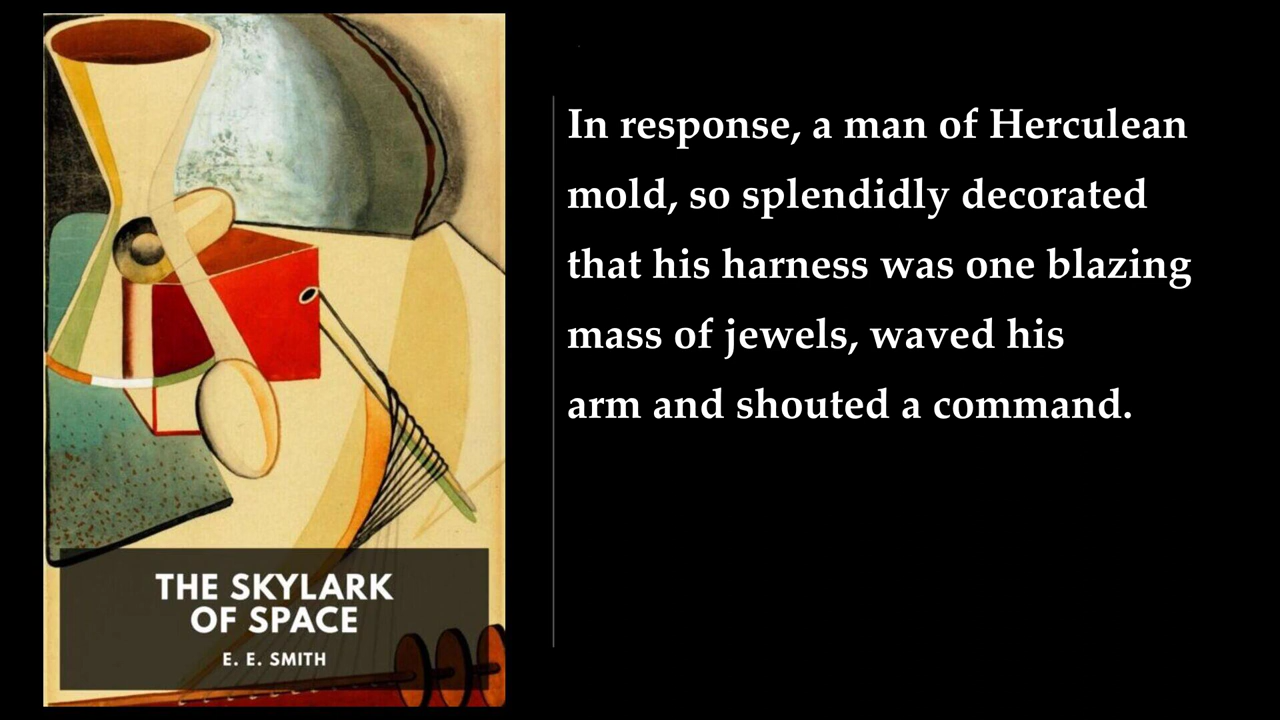 In response, a man of Herculean
mold, so splendidly decorated
that his harness was one blazing
mass of jewels, waved his
arm and shouted a command.
THE SKYLARK
OF SPACE
E. E. SMITH